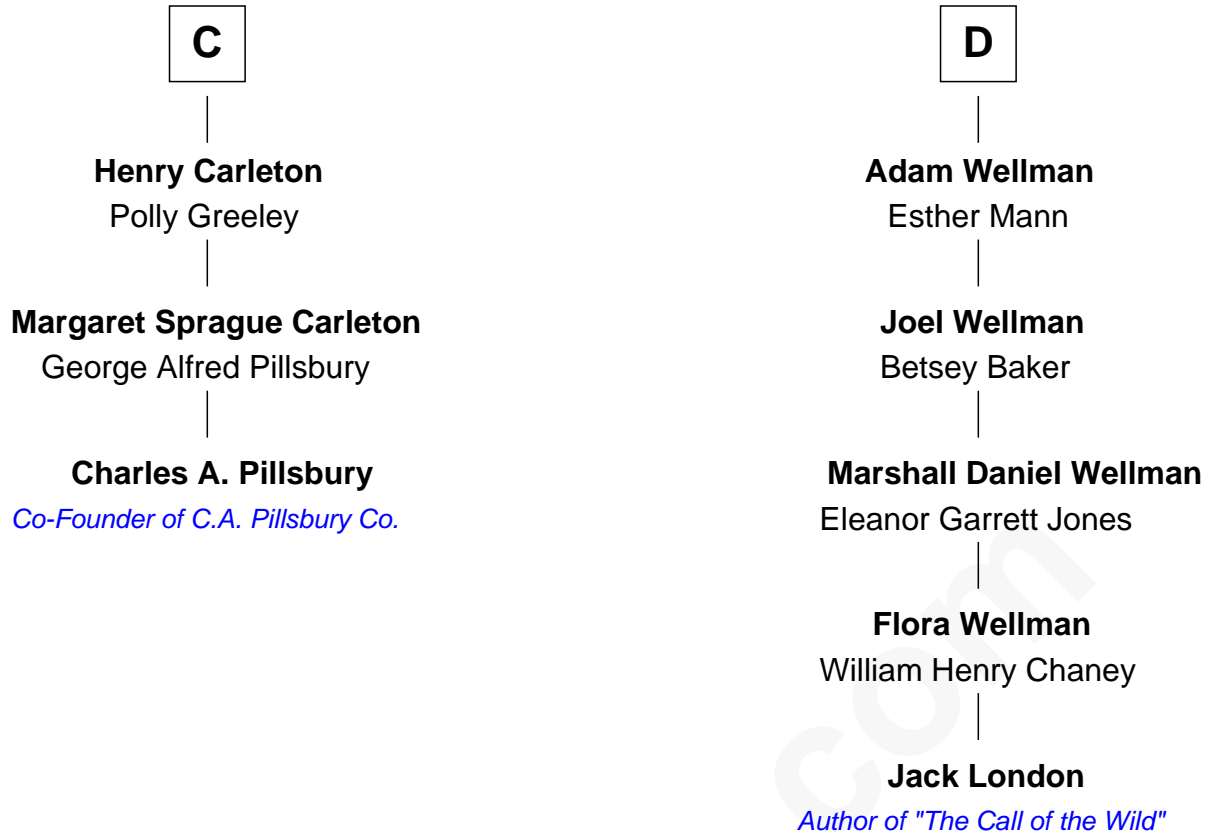 C
Henry Carleton
Polly Greeley
Margaret Sprague Carleton
George Alfred Pillsbury
Charles A. Pillsbury
Co-Founder of C.A. Pillsbury Co.
D
Adam Wellman
Esther Mann
Joel Wellman
Betsey Baker
Marshall Daniel Wellman
Eleanor Garrett Jones
Flora Wellman
William Henry Chaney
Jack London
Author of "The Call of the Wild"
com